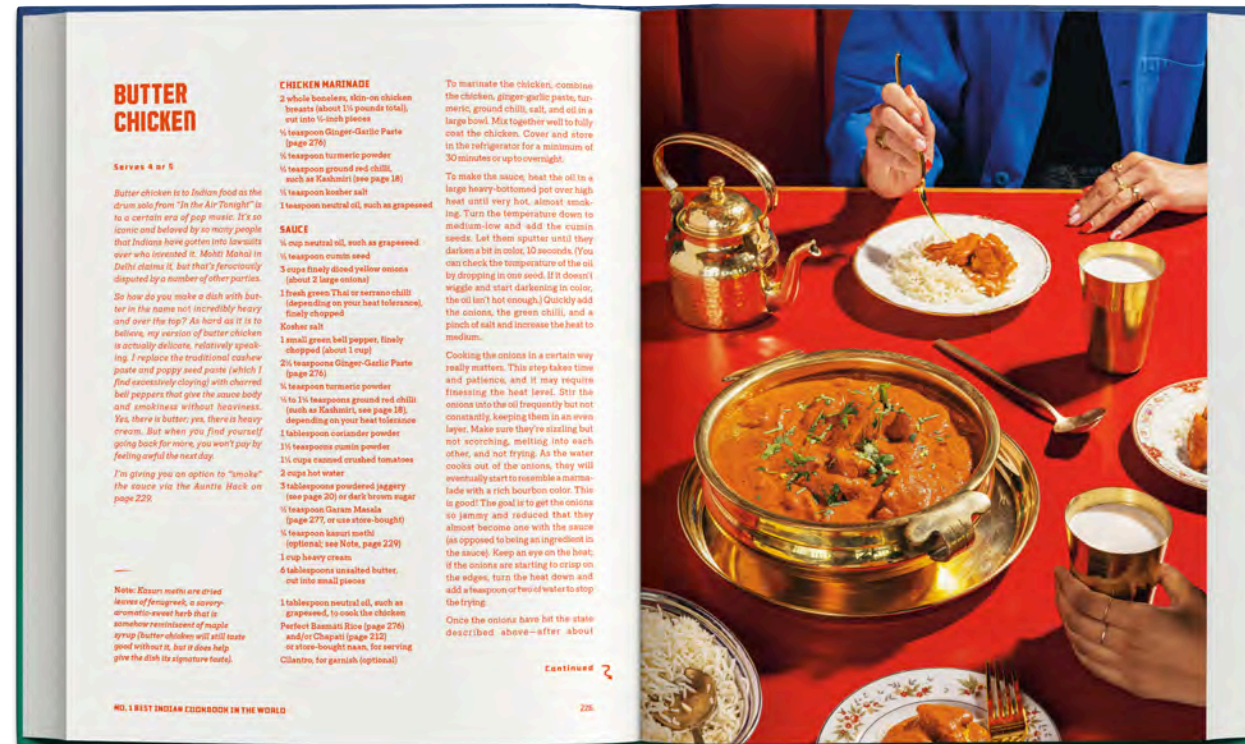 BUTTER
CHICKEN
Serves 4 or 5
Butter chicken is to Indian food as the
drum solo from "In the Air Tonight" is
to a certain era of pop music. It's so
iconic and beloved by so many people
that Indians have gotten into lawsuits
over who invented it. Mohti Mahal in
Delhi claims it, but that's ferociously
disputed by a number of other parties.
So how do you make a dish with but-
ter in the name not incredibly heavy
and over the top? As hard as it is to
believe, my version of butter chicken
is actually delicate, relatively speak-
ing. I replace the traditional cashew
paste and poppy seed paste (which I
find excessively cloying) with charred
bell peppers that give the sauce body
and smokiness without heaviness.
Yes, there is butter; yes, there is heavy
cream. But when you find yourself
going back for more, you won't pay by
feeling awful the next day.
I'm giving you an option to "smoke"
the sauce via the Auntie Hack on
page 229.
Note: Kasuri methi are dried
leaves of fenugreek, a savory-
aromatic-sweet herb that is
somehow reminiscent of maple
syrup (butter chicken will still taste
good without it, but it does help
give the dish its signature taste).
CHICKEN MARINADE
2 whole boneless, skin-on chicken
breasts (about pounds total),
cut into pieces
teaspoon Ginger-Garlic Paste
(page 276)
teaspoon turmeric powder
teaspoon ground red chilli,
such as Kashmiri (see page 18)
teaspoon kosher salt
1 teaspoon neutral oil, such as grapeseed
SAUCE
cup neutral oil, such as grapeseed
teaspoon cumin seed
3 cups finely diced yellow onions
(about 2 large onions)
1 fresh green Thai or serrano chilli
(depending on your heat tolerance),
finely chopped
Kosher salt
1 small green bell pepper, finely
chopped (about 1 cup)
teaspoons Ginger-Garlic Paste
(page 276)
teaspoon turmeric powder
to teaspoons ground red chilli
(such as Kashmiri, see page 18),
depending on your heat tolerance
1 tablespoon coriander powder
teaspoons cumin powder
cups canned crushed tomatoes
2 cups hot water
3 tablespoons powdered jaggery
(see page 20) or dark brown sugar
teaspoon Garam Masala
(page 277, or use store-bought)
teaspoon kasuri methi
(optional; see Note, page 229)
1 cup heavy cream
6 tablespoons unsalted butter,
cut into small pieces
1 tablespoon neutral oil, such as
grapeseed, to cook the chicken
Perfect Basmati Rice (page 276)
and/or Chapati (page 212)
or store-bought naan, for serving
Cilantro, for garnish (optional)
To marinate the chicken, combine
the chicken, ginger-garlic paste, tur-
meric, ground chilli, salt, and oil in a
large bowl. Mix together well to fully
coat the chicken. Cover and store
in the refrigerator for a minimum of
30 minutes or up to overnight.
To make the sauce, heat the oil in a
large heavy-bottomed pot over high
heat until very hot, almost smok-
ing. Turn the temperature down to
medium-low and add the cumin
seeds. Let them sputter until they
darken a bit in color, 10 seconds. (You
can check the temperature of the oil
by dropping in one seed. If it doesn't
wiggle and start darkening in color,
the oil isn't hot enough.) Quickly add
the onions, the green chilli, and a
pinch of salt and increase the heat to
medium.
Cooking the onions in a certain way
really matters. This step takes time
and patience, and it may require
finessing the heat level. Stir the
onions into the oil frequently but not
constantly, keeping them in an even
layer. Make sure they're sizzling but
not scorching, melting into each
other, and not frying. As the water
cooks out of the onions, they will
eventually start to resemble a marma-
lade with a rich bourbon color. This
is good! The goal is to get the onions
so jammy and reduced that they
almost become one with the sauce
(as opposed to being an ingredient in
the sauce). Keep an eye on the heat;
if the onions are starting to crisp on
the edges, turn the heat down and
add a teaspoon or two of water to stop
the frying.
Once the onions have hit the state
described above—after about
Continued
NO. 1 BEST INDIAN COOKBOOK IN THE WORLD
226